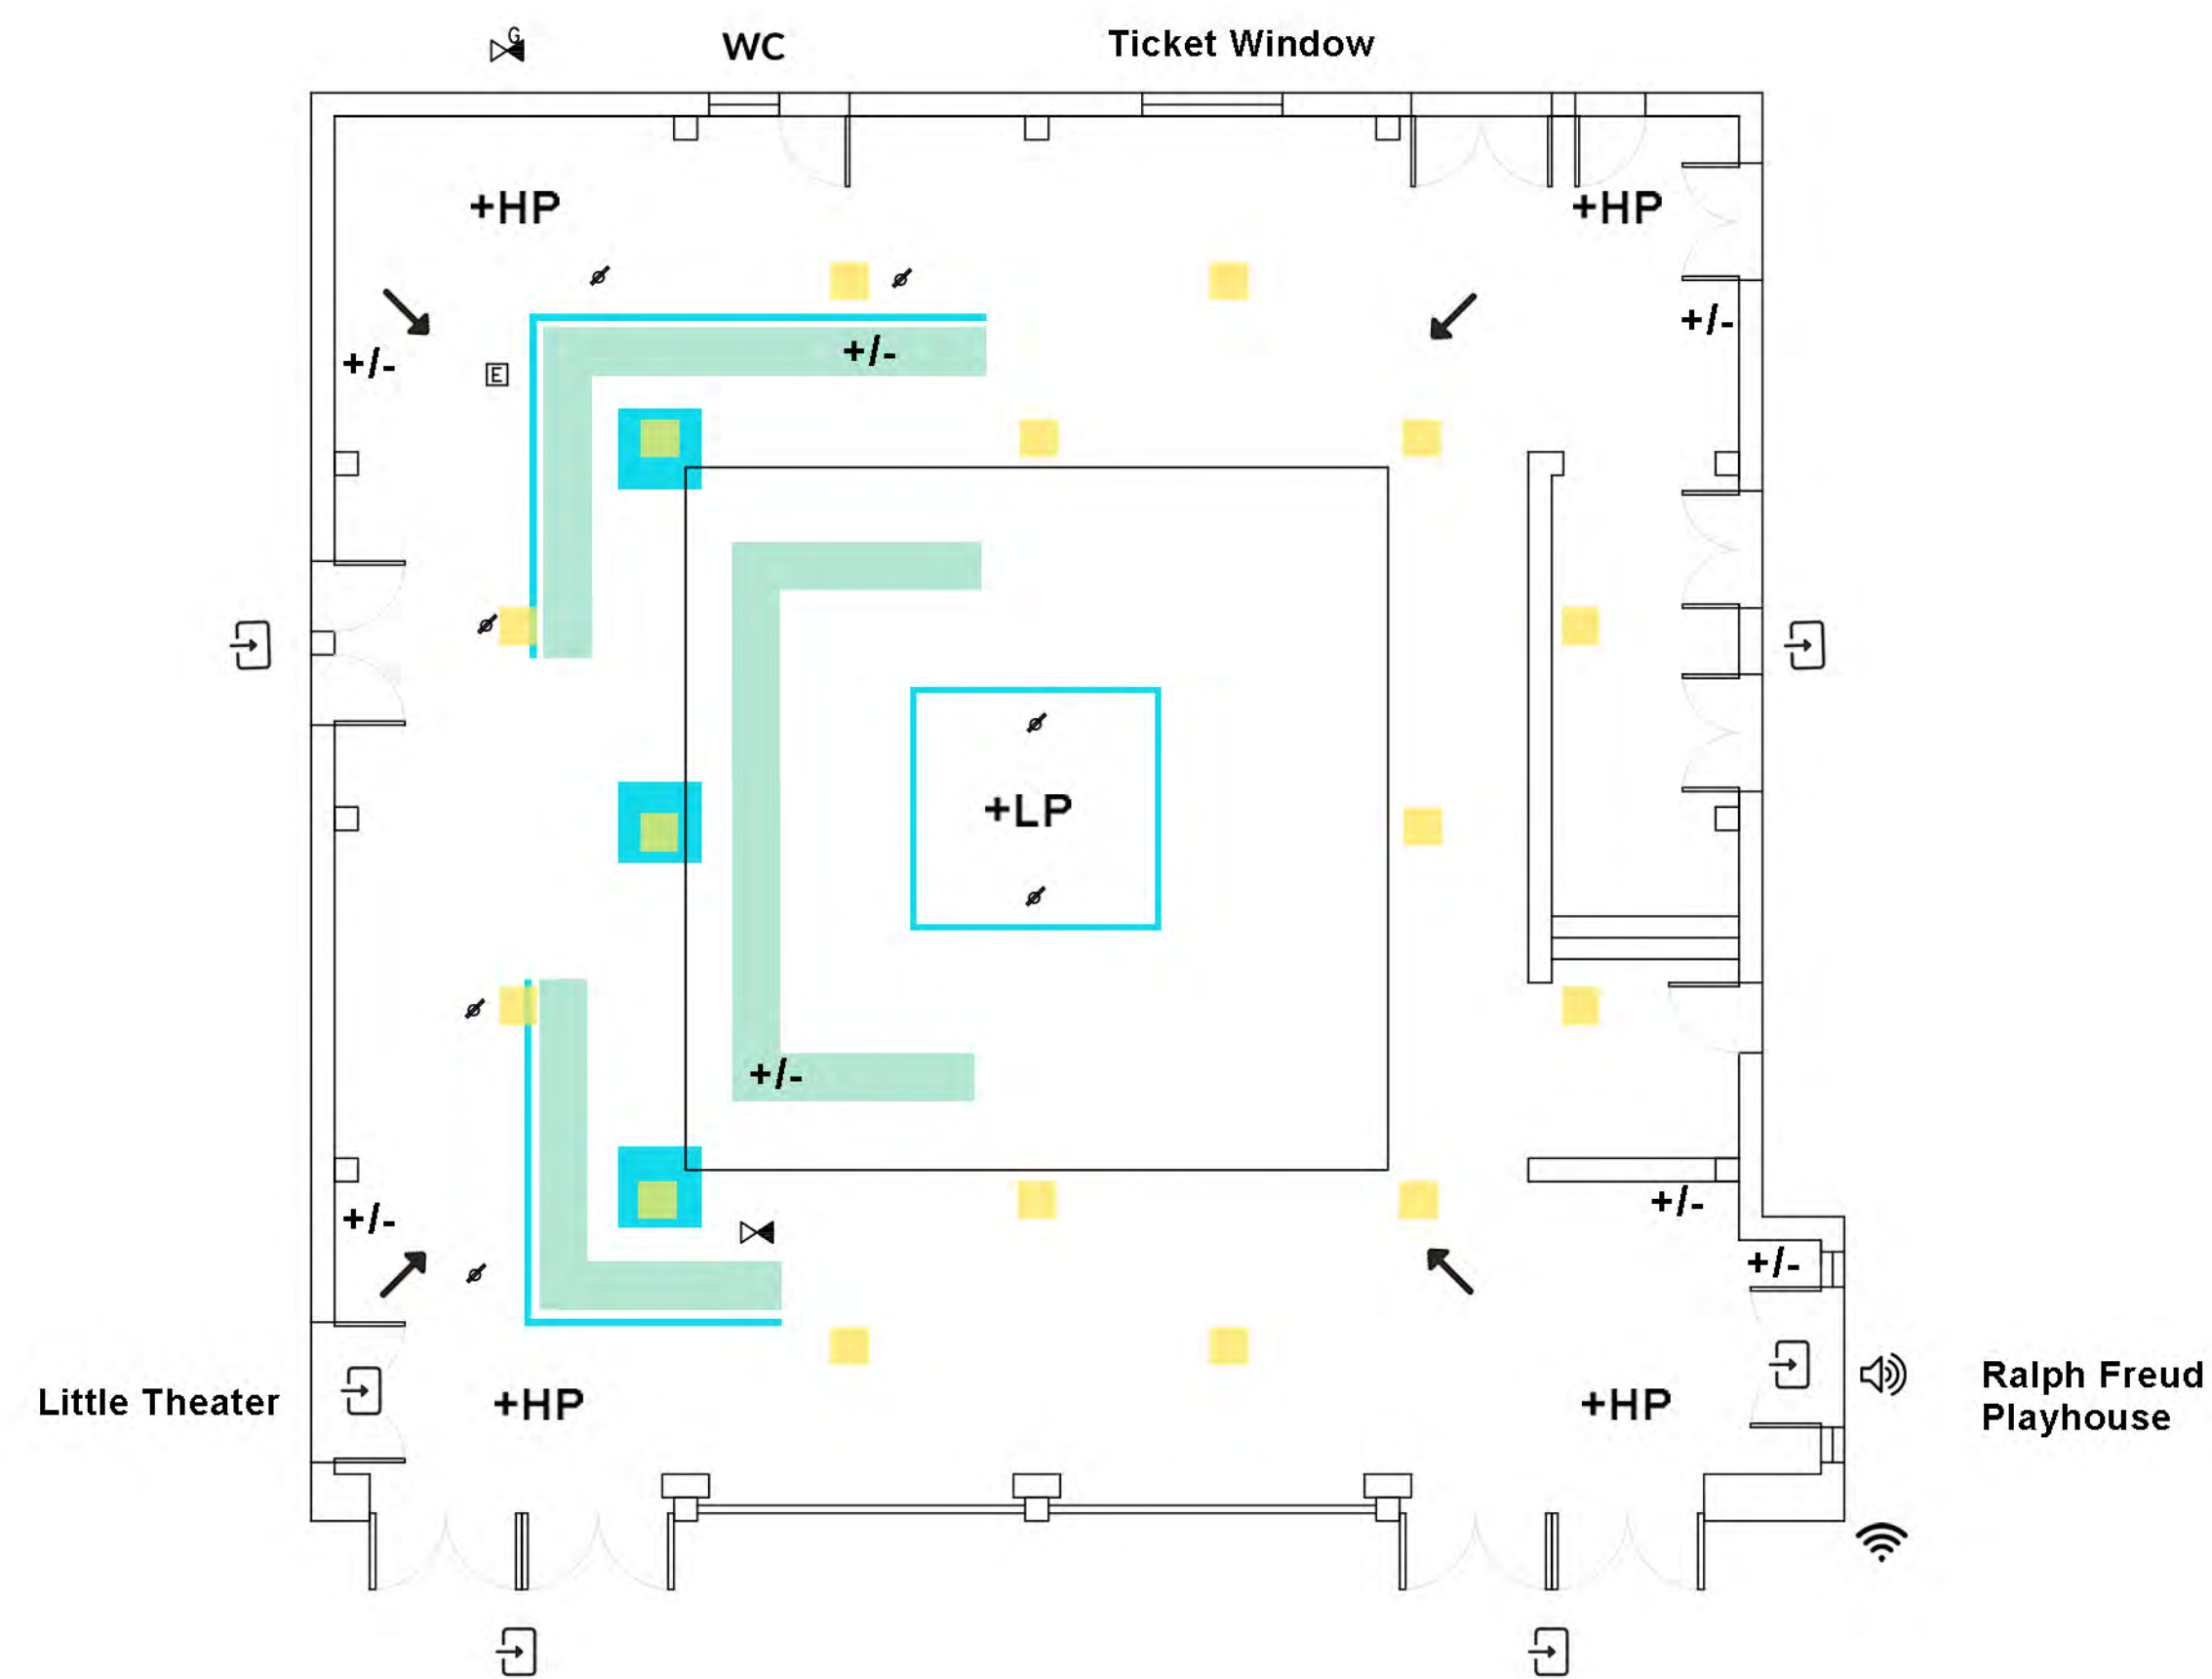 G
WC
Ticket Window
+HP
+HP
+/-
+/-
+/-
E
+LP
+/-
+/-
+/-
+/-
Little Theater
+HP
+HP
Ralph Freud
Playhouse